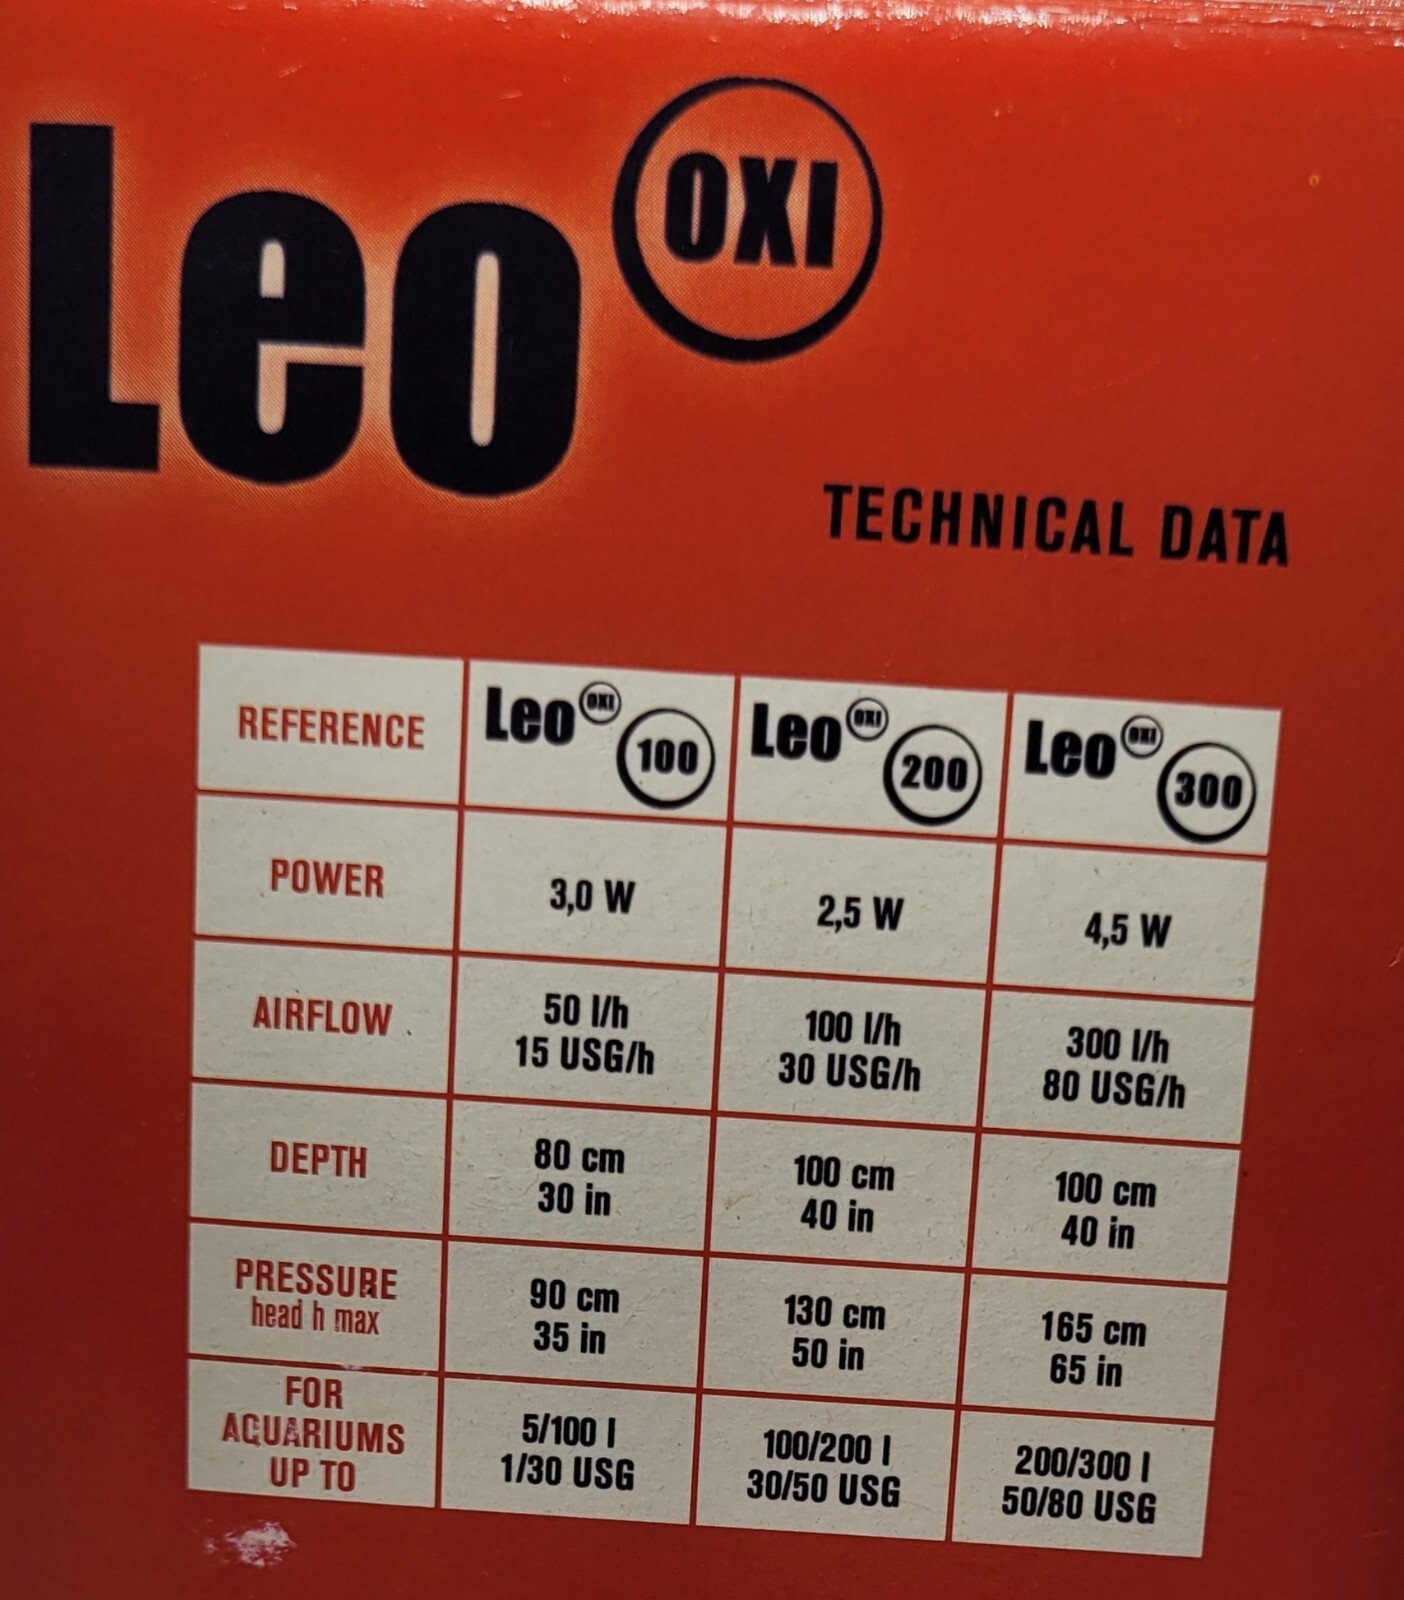 Leo OXI
TECHNICAL DATA
REFERENCE Leo OXI 100 Leo OXI 200 Leo OXI 300
POWER 3,0 W 2,5 W 4,5 W
AIRFLOW 50 l/h 100 l/h 300 l/h
15 USG/h 30 USG/h 80 USG/h
DEPTH 80 cm 100 cm 100 cm
30 in 40 in 40 in
PRESSURE 90 cm 130 cm 165 cm
head h max 35 in 50 in 65 in
FOR
AQUARIUMS 5/100 l 100/200 l 200/300 l
UP TO 1/30 USG 30/50 USG 50/80 USG